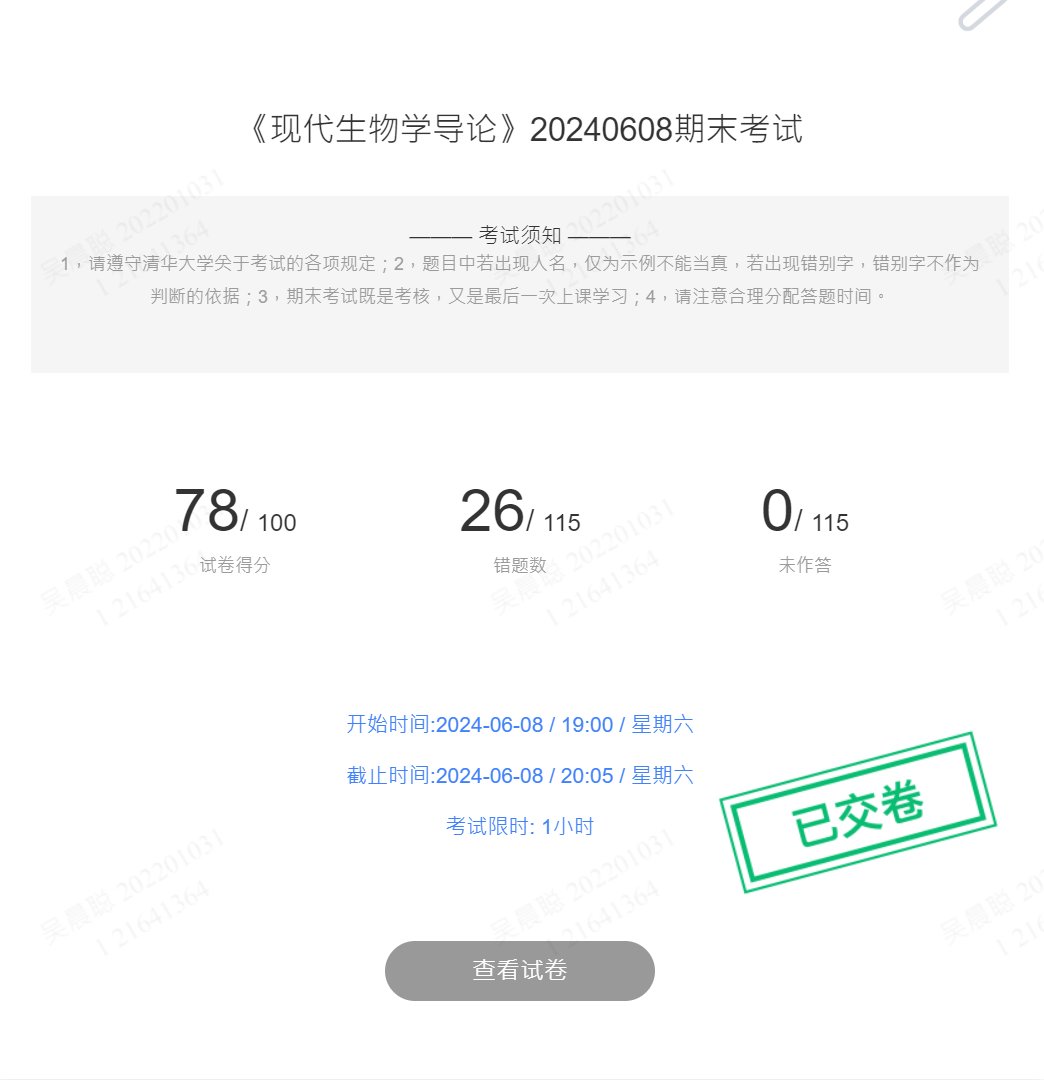 《现代生物学导论》20240608期末考试
——— 考试须知 ———
1，请遵守清华大学关于考试的各项规定；2，题目中若出现人名，仅为示例不能当真，若出现错别字，错别字不作为
判断的依据；3，期末考试既是考核，又是最后一次上课学习；4，请注意合理分配答题时间。
78/ 100
26/ 115
0/ 115
试卷得分
错题数
未作答
开始时间:2024-06-08 / 19:00 / 星期六
截止时间:2024-06-08 / 20:05 / 星期六
考试限时: 1小时
已交卷
查看试卷
吴晨聪 202201031
1 21641364